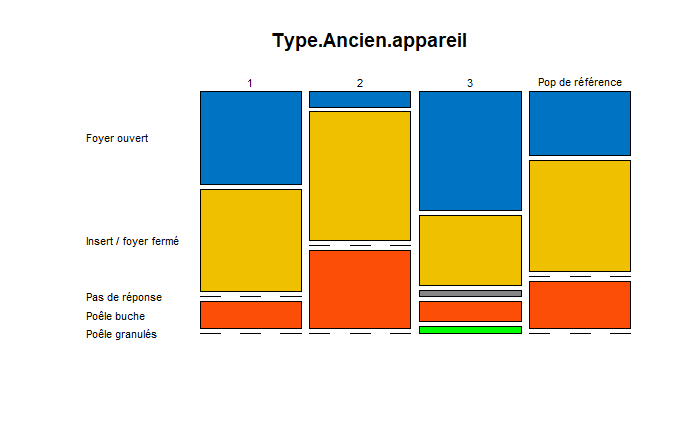 Type.Ancien.appareil
1 2 3 Pop de référence
Foyer ouvert
Insert / foyer fermé
Pas de réponse
Poêle buche
Poêle granulés